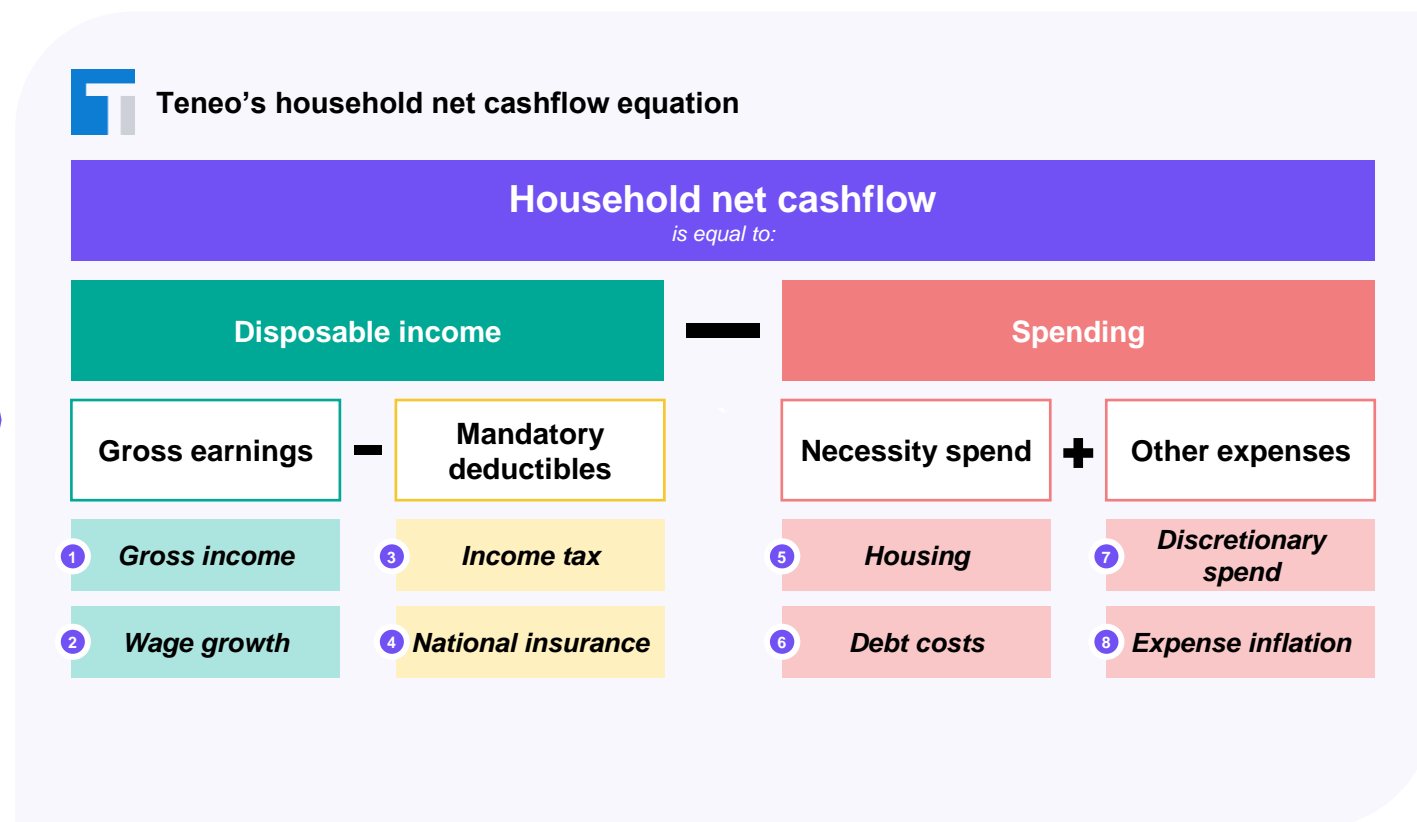 Teneo’s household net cashflow equation
Household net cashflow
is equal to:
Disposable income
Spending
Gross earnings
Mandatory
deductibles
Necessity spend
Other expenses
1 Gross income
3 Income tax
5 Housing
7 Discretionary
spend
2 Wage growth
4 National insurance
6 Debt costs
8 Expense inflation